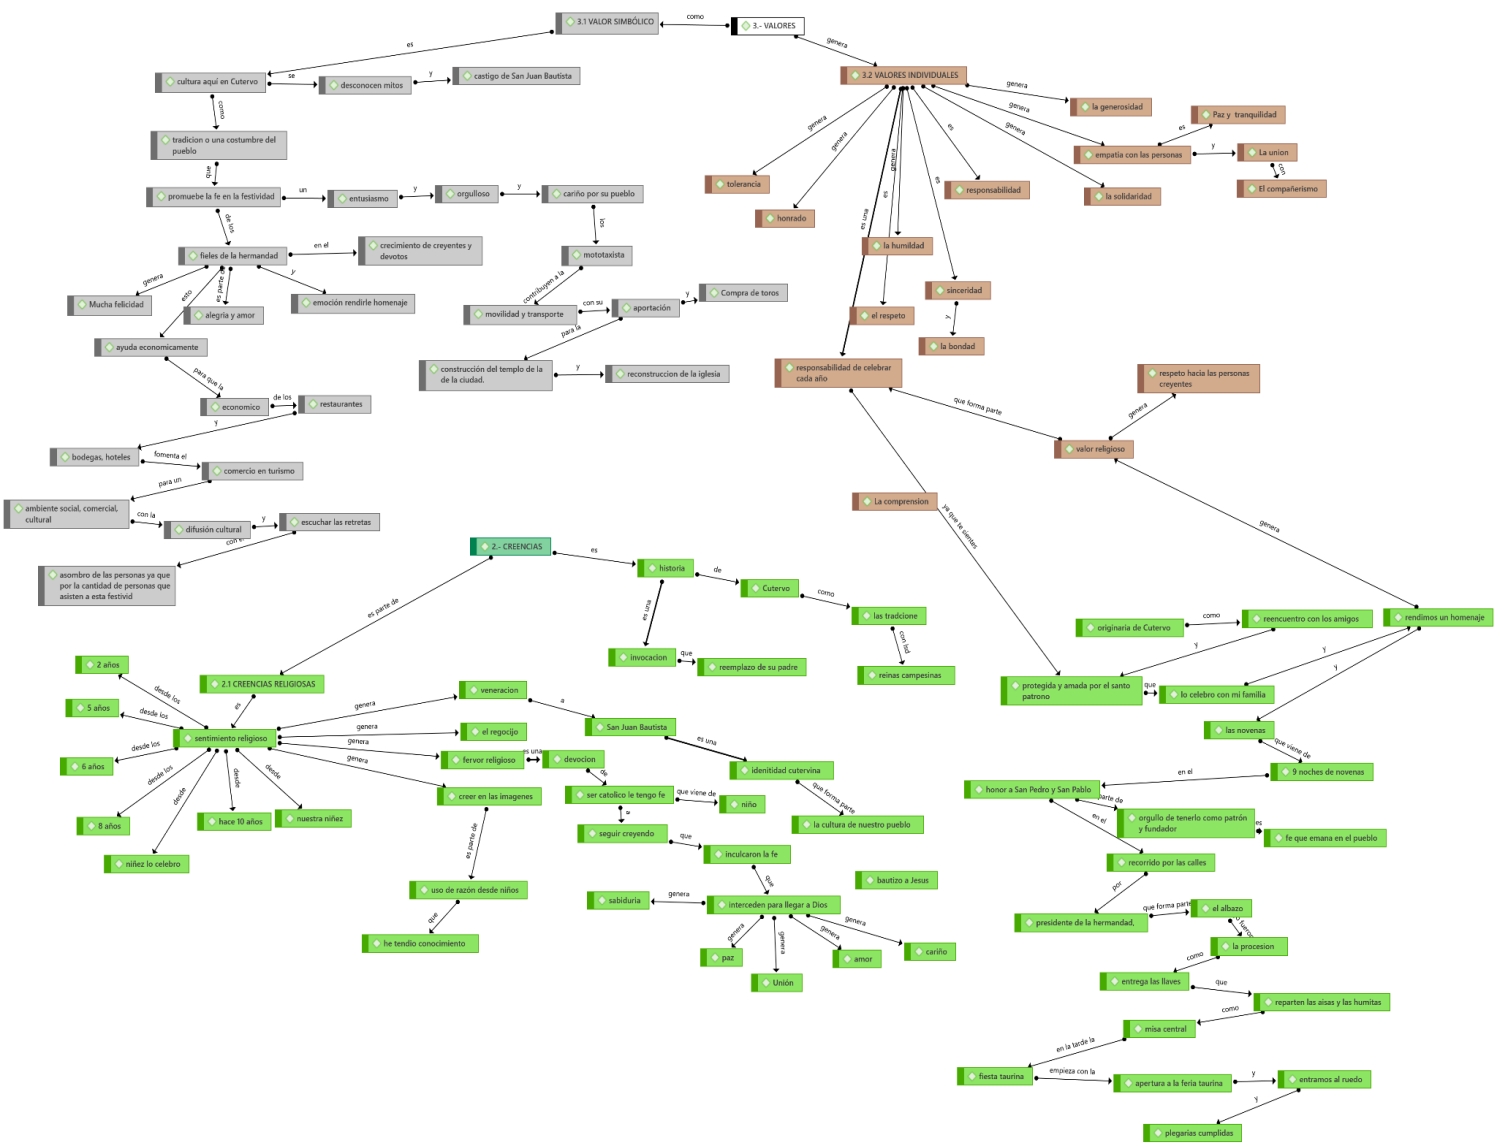 3.1 VALOR SIMBÓLICO
como
3.- VALORES
genera
es
cultura aquí en Cutervo
se
desconocen mitos
y
castigo de San Juan Bautista
como
tradicion o una costumbre del
pueblo
que
promuebe la fe en la festividad
un
entusiasmo
y
orgulloso
y
cariño por su pueblo
los
mototaxista
contribuyen a la
movilidad y transporte
con su
aportación
y
Compra de toros
para la
construcción del templo de la
de la ciudad.
y
reconstruccion de la iglesia
de los
fieles de la hermandad
en el
crecimiento de creyentes y
devotos
genera
Mucha felicidad
esto
es parte d
alegria y amor
y
emoción rendirle homenaje
ayuda economicamente
para que la
economico
de los
restaurantes
y
bodegas, hoteles
fomenta el
comercio en turismo
para un
ambiente social, comercial,
cultural
con la
difusión cultural
y
escuchar las retretas
con e
asombro de las personas ya que
por la cantidad de personas que
asisten a esta festivid
3.2 VALORES INDIVIDUALES
genera
la generosidad
genera
empatia con las personas
es
Paz y  tranquilidad
y
La union
con
El compañerismo
genera
la solidaridad
es
responsabilidad
genera
tolerancia
genera
honrado
genera
la humildad
es
el respeto
es
sinceridad
y
la bondad
es una
responsabilidad de celebrar
cada año
que forma parte
valor religioso
genera
respeto hacia las personas
creyentes
La comprension
ya que te sientes
genera
2.- CREENCIAS
es
historia
de
Cutervo
como
las tradcione
con lsd
reinas campesinas
es una
invocacion
que
reemplazo de su padre
es parte de
2.1 CREENCIAS RELIGIOSAS
es
sentimiento religioso
desde los
2 años
desde los
5 años
desde los
6 años
desde los
8 años
desde
niñez lo celebro
desde
hace 10 años
desde
nuestra niñez
genera
veneracion
a
San Juan Bautista
es una
idenitidad cutervina
que forma parte
la cultura de nuestro pueblo
genera
el regocijo
genera
fervor religioso
es una
devocion
de
ser catolico le tengo fe
que viene de
niño
a
seguir creyendo
que
inculcaron la fe
que
interceden para llegar a Dios
genera
sabiduria
genera
paz
genera
Unión
genera
amor
genera
cariño
bautizo a Jesus
genera
creer en las imagenes
es parte de
uso de razón desde niños
que
he tendio conocimiento
originaria de Cutervo
como
reencuentro con los amigos
y
rendimos un homenaje
protegida y amada por el santo
patrono
que
lo celebro con mi familia
y
y
las novenas
que viene de
9 noches de novenas
en el
honor a San Pedro y San Pablo
parte de
orgullo de tenerlo como patrón
y fundador
es
fe que emana en el pueblo
en el
recorrido por las calles
por
presidente de la hermandad,
que forma parte
el albazo
o fueron
la procesion
como
entrega las llaves
que
reparten las aisas y las humitas
como
misa central
en la tarde la
fiesta taurina
empieza con la
apertura a la feria taurina
y
entramos al ruedo
y
plegarias cumplidas